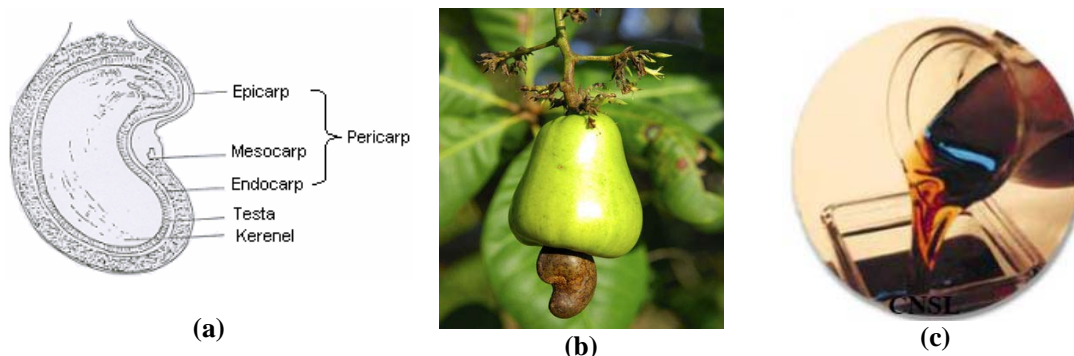 Epicarp
Pericarp
Mesocarp
Endocarp
Testa
Kerenel
CNSL
(a)
(b)
(c)